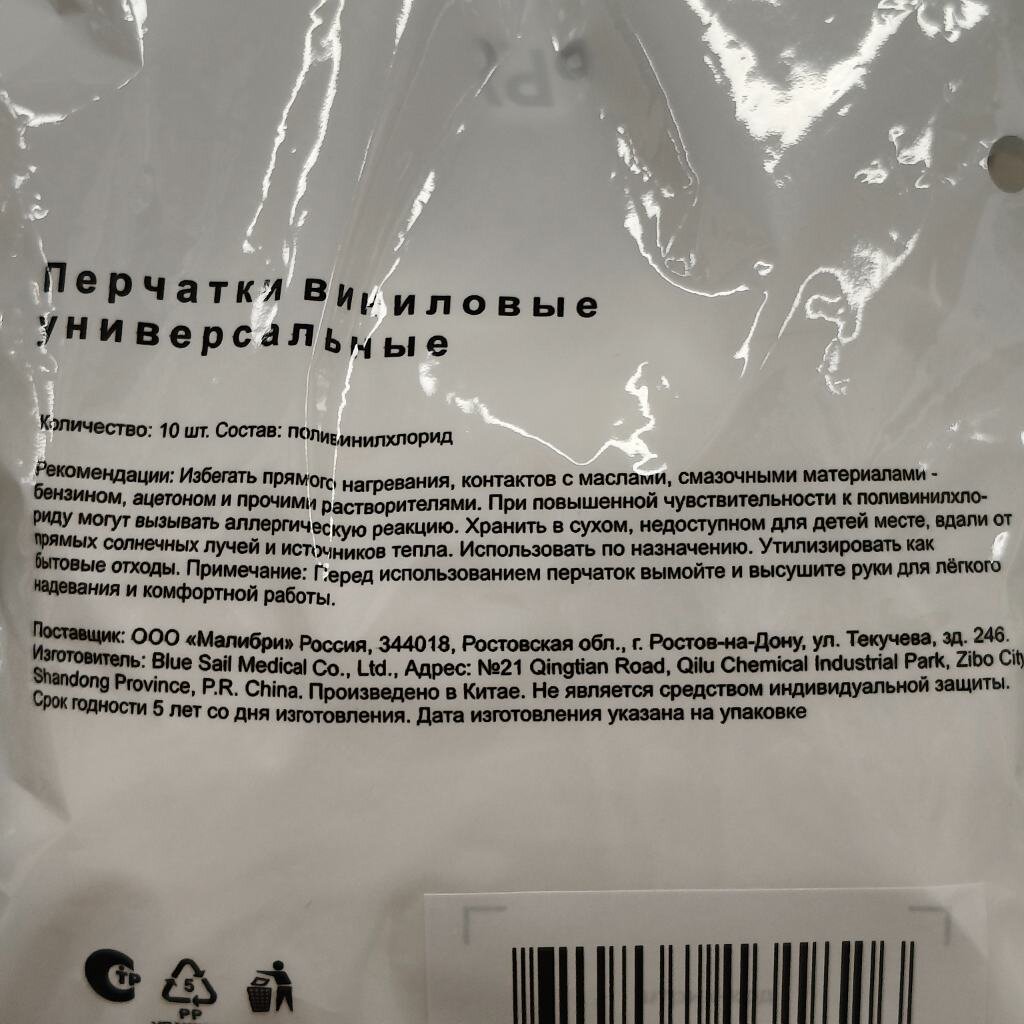 Перчатки виниловые
универсальные
Количество: 10 шт. Состав: поливинилхлорид
Рекомендации: Избегать прямого нагревания, контактов с маслами, смазочными материалами -
бензином, ацетоном и прочими растворителями. При повышенной чувствительности к поливинилхло-
риду могут вызывать аллергическую реакцию. Хранить в сухом, недоступном для детей месте, вдали от
прямых солнечных лучей и источников тепла. Использовать по назначению. Утилизировать как
бытовые отходы. Примечание: Перед использованием перчаток вымойте и высушите руки для лёгкого
надевания и комфортной работы.
Поставщик: ООО «Малибри» Россия, 344018, Ростовская обл., г. Ростов-на-Дону, ул. Текучева, зд. 246.
Изготовитель: Blue Sail Medical Co., Ltd., Адрес: №21 Qingtian Road, Qilu Chemical Industrial Park, Zibo City
Shandong Province, P.R. China. Произведено в Китае. Не является средством индивидуальной защиты.
Срок годности 5 лет со дня изготовления. Дата изготовления указана на упаковке
СТР
5
PP